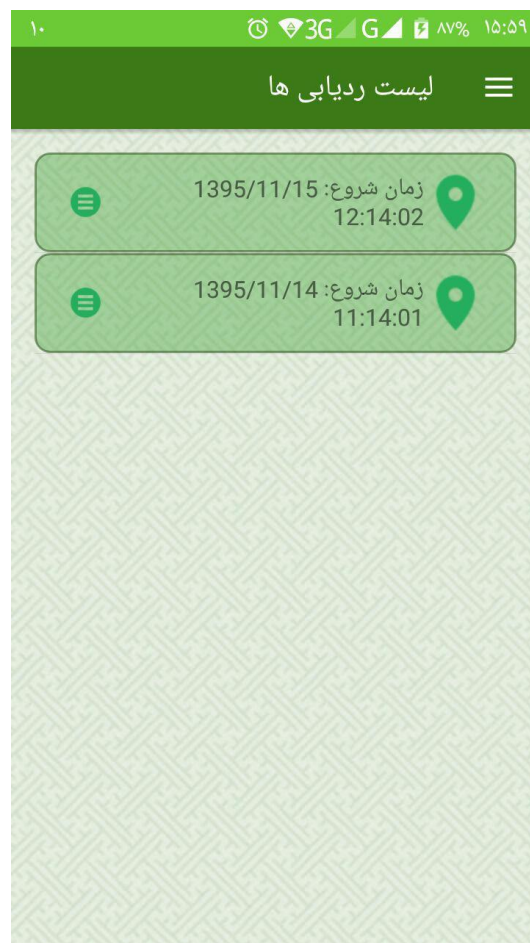 ۱۰ 3G G ۸۷% ۱۵:۵۹
لیست ردیابی ها
زمان شروع: 1395/11/15
12:14:02
زمان شروع: 1395/11/14
11:14:01